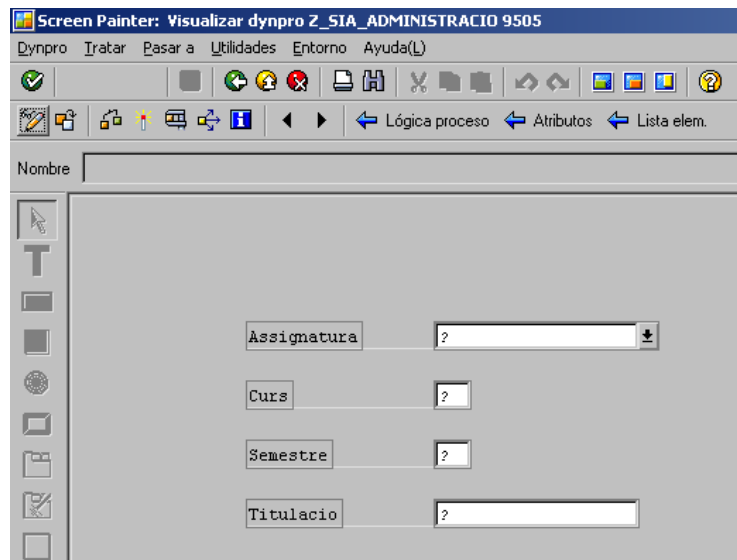 Screen Painter: Visualizar dynpro Z_SIA_ADMINISTRACIO 9505
Dynpro Tratar Pasar a Utilidades Entorno Ayuda(L)
Lógica proceso Atributos Lista elem.
Nombre
T
Assignatura ?
Curs ?
Semestre ?
Titulacio ?